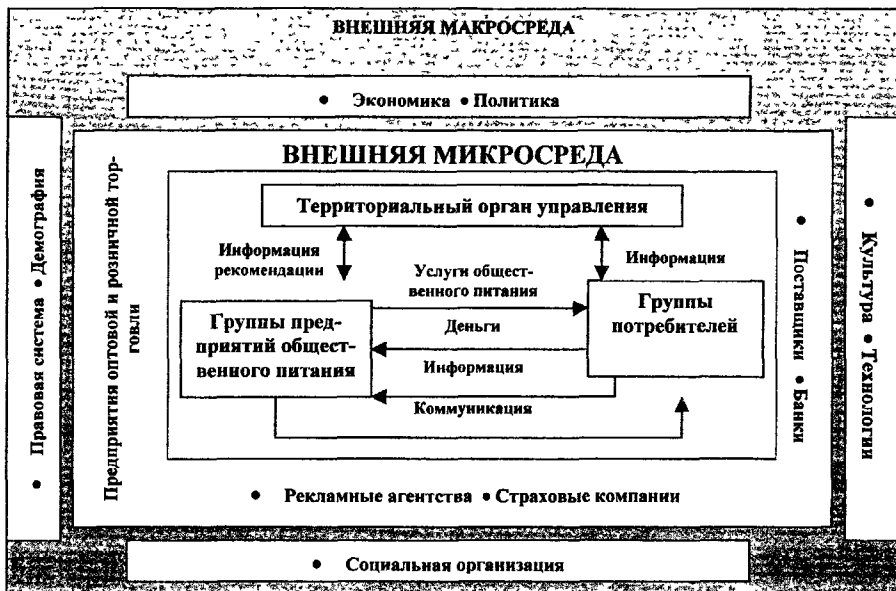 ВНЕШНЯЯ МАКРОСРЕДА
• Экономика • Политика
• Правовая система • Демография
Предприятия оптовой и розничной тор-
говли
ВНЕШНЯЯ МИКРОСРЕДА
Территориальный орган управления
Информация
рекомендации
Информация
Услуги общест-
венного питания
Группы пред-
приятий общест-
венного питания
Деньги
Информация
Коммуникация
Группы
потребителей
• Поставщики • Банки
• Культура • Технологии
• Рекламные агентства • Страховые компании
• Социальная организация